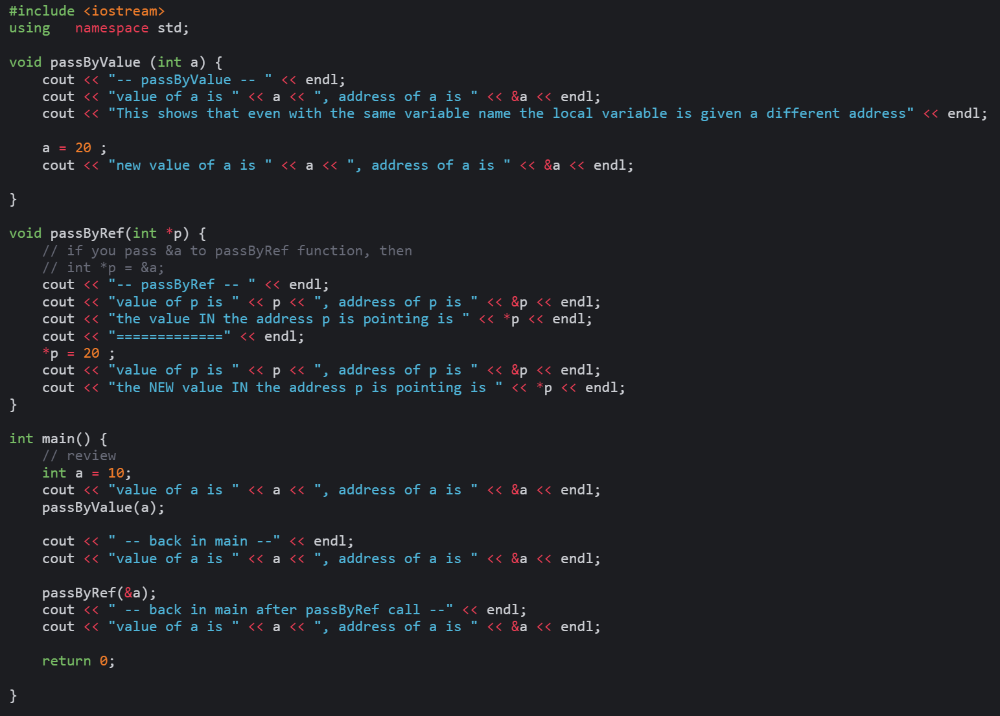 #include <iostream>
using   namespace std;

void passByValue (int a) {
    cout << "-- passByValue -- " << endl;
    cout << "value of a is " << a << ", address of a is " << &a << endl;
    cout << "This shows that even with the same variable name the local variable is given a different address" << endl;

    a = 20 ;
    cout << "new value of a is " << a << ", address of a is " << &a << endl;

}

void passByRef(int *p) {
    // if you pass &a to passByRef function, then
    // int *p = &a;
    cout << "-- passByRef -- " << endl;
    cout << "value of p is " << p << ", address of p is " << &p << endl;
    cout << "the value IN the address p is pointing is " << *p << endl;
    cout << "=============" << endl;
    *p = 20 ;
    cout << "value of p is " << p << ", address of p is " << &p << endl;
    cout << "the NEW value IN the address p is pointing is " << *p << endl;
}

int main() {
    // review
    int a = 10;
    cout << "value of a is " << a << ", address of a is " << &a << endl;
    passByValue(a);

    cout << " -- back in main --" << endl;
    cout << "value of a is " << a << ", address of a is " << &a << endl;

    passByRef(&a);
    cout << " -- back in main after passByRef call --" << endl;
    cout << "value of a is " << a << ", address of a is " << &a << endl;

    return 0;

}